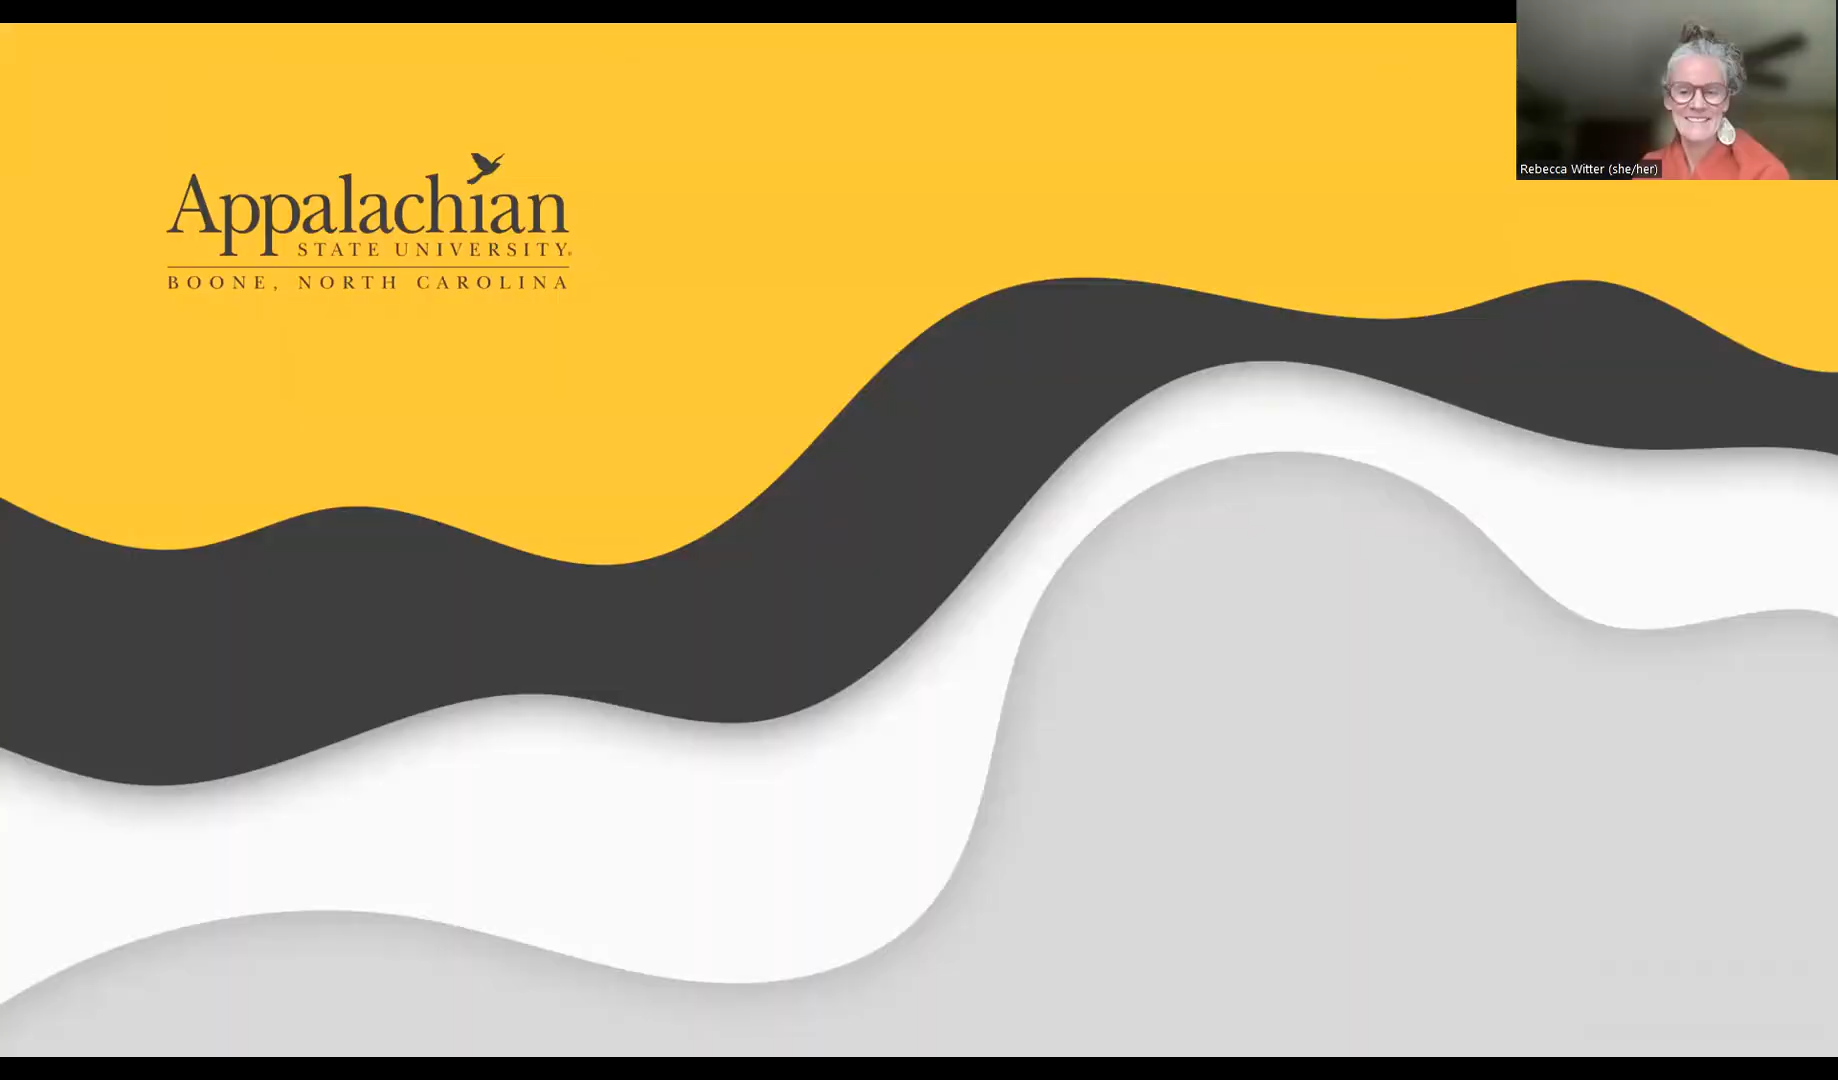 Appalachian
STATE UNIVERSITY®
BOONE, NORTH CAROLINA
Rebecca Witter (she/her)